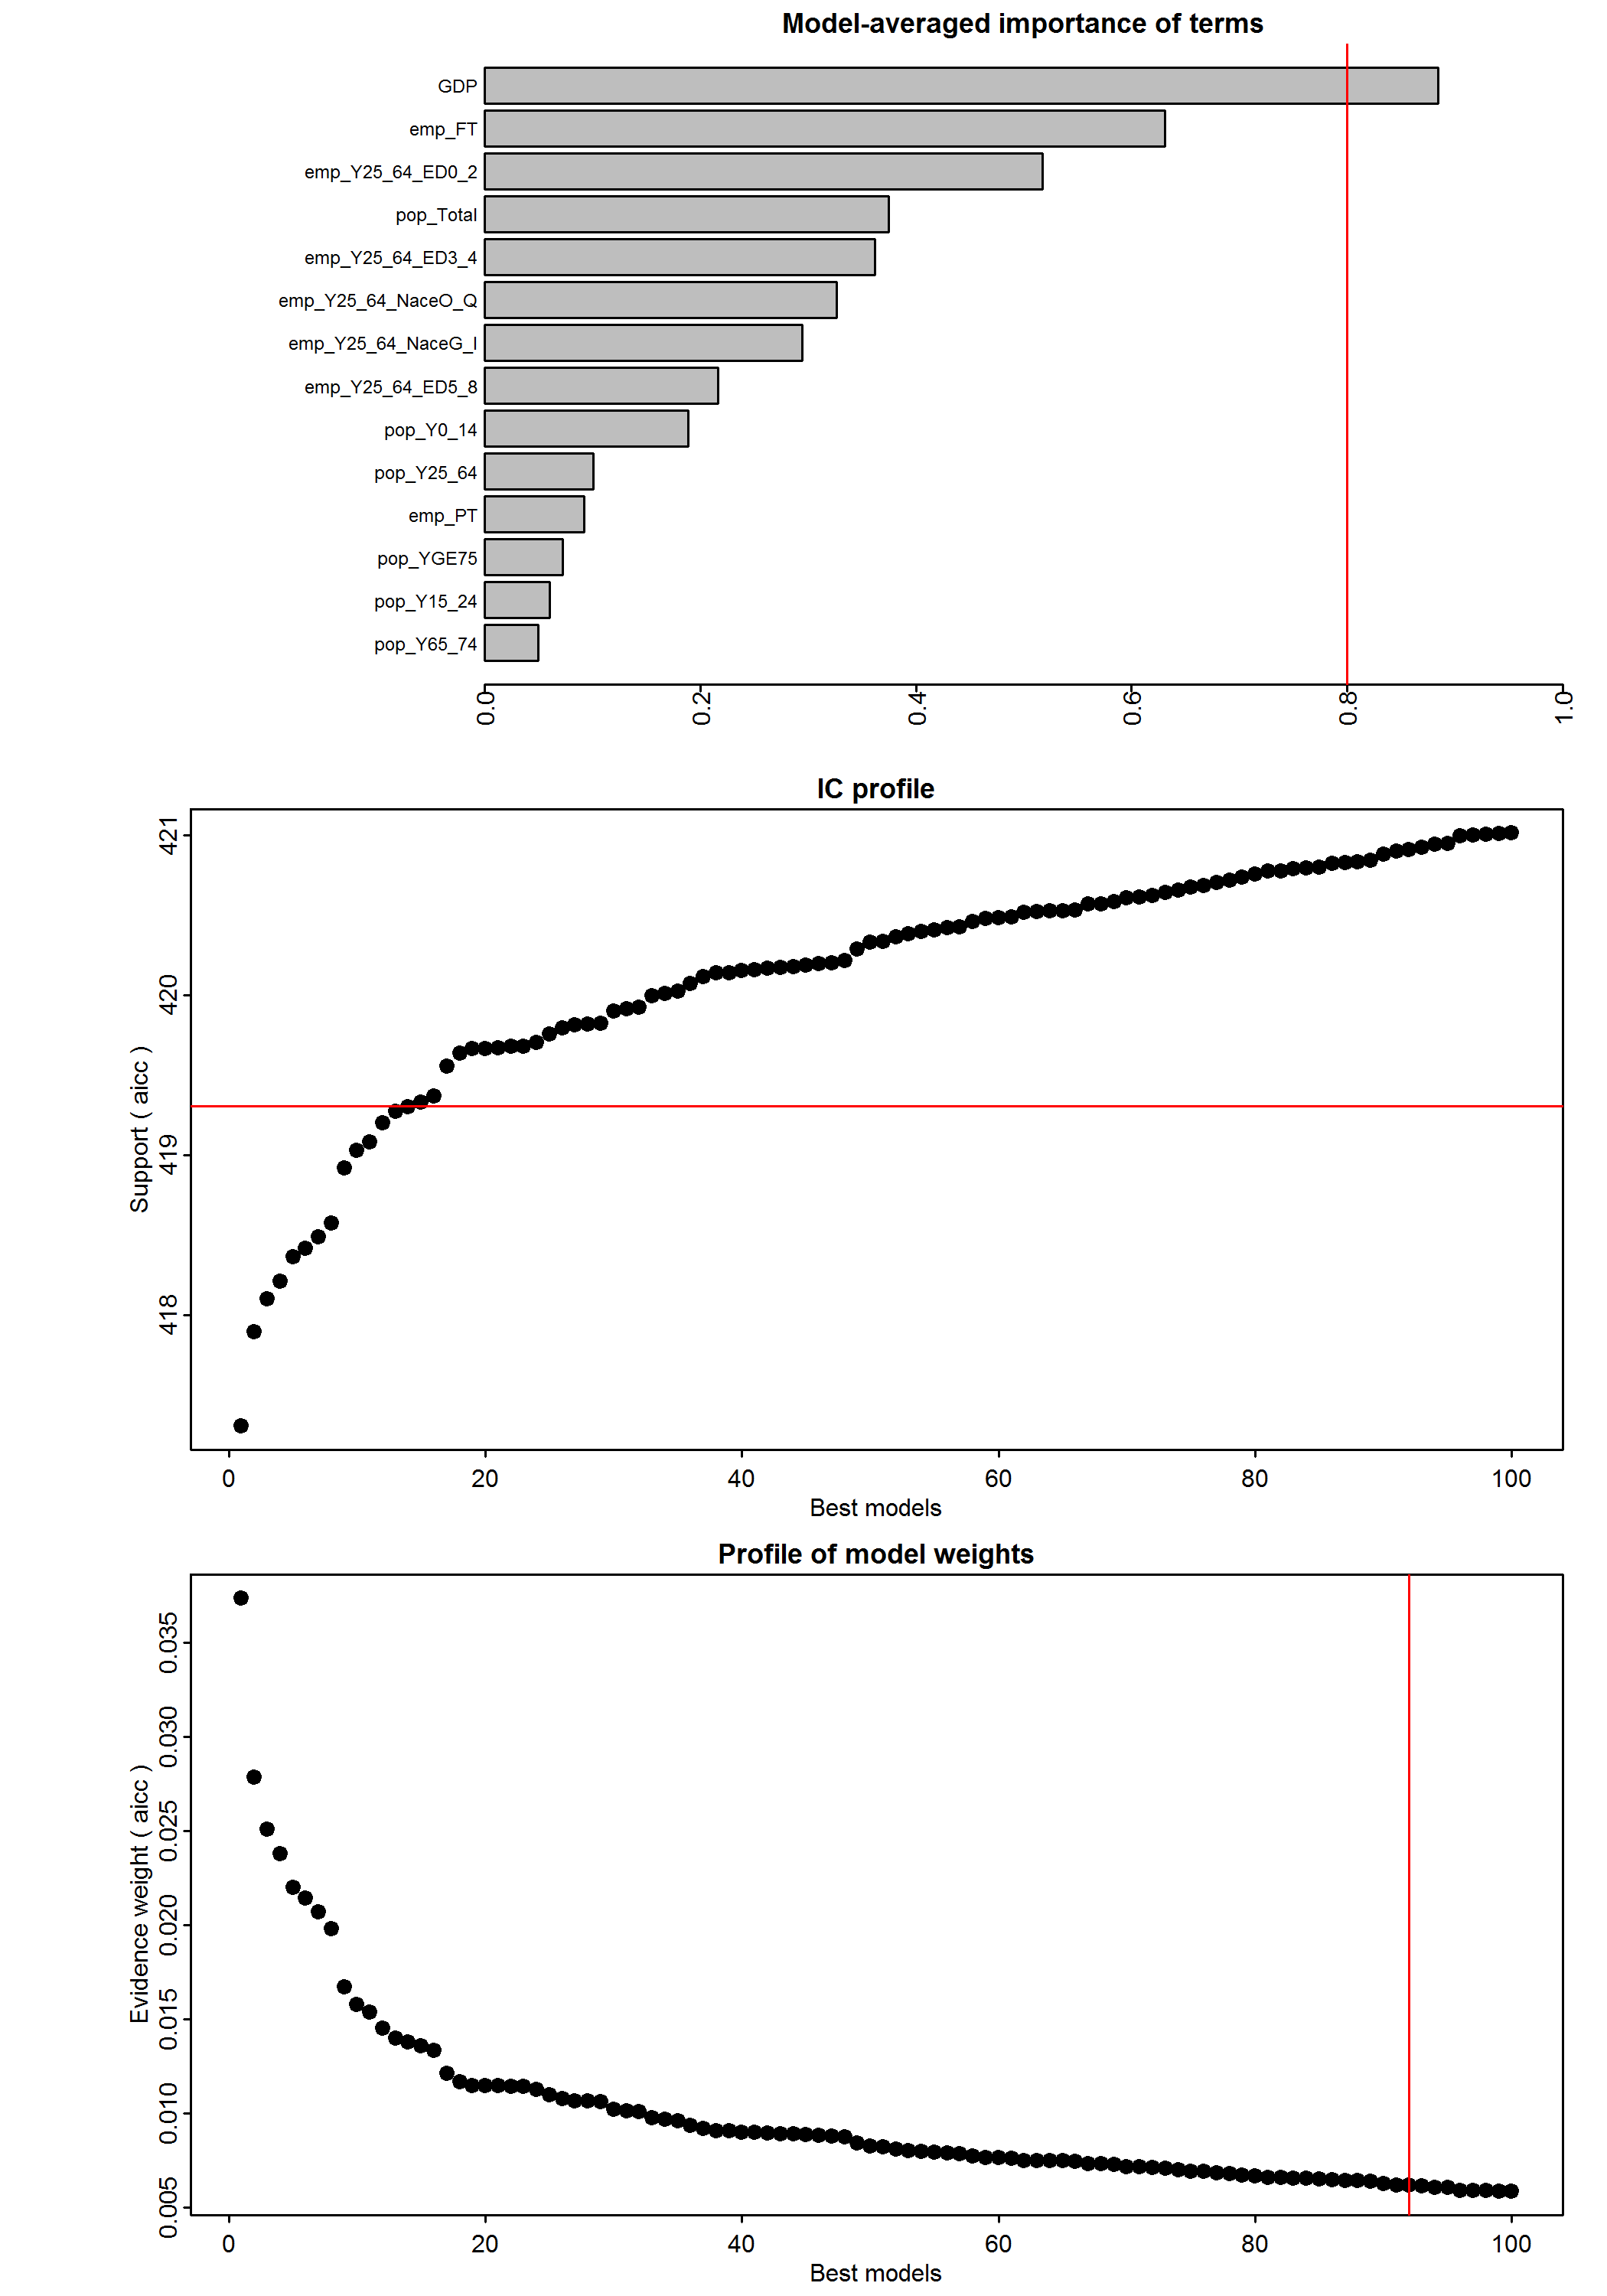 Model-averaged importance of terms
GDP
emp_FT
emp_Y25_64_ED0_2
pop_Total
emp_Y25_64_ED3_4
emp_Y25_64_NaceO_Q
emp_Y25_64_NaceG_I
emp_Y25_64_ED5_8
pop_Y0_14
pop_Y25_64
emp_PT
pop_YGE75
pop_Y15_24
pop_Y65_74
0.0 0.2 0.4 0.6 0.8 1.0
IC profile
Support ( aicc )
421
420
419
418
0 20 40 60 80 100
Best models
Profile of model weights
Evidence weight ( aicc )
0.035
0.030
0.025
0.020
0.015
0.010
0.005
0 20 40 60 80 100
Best models